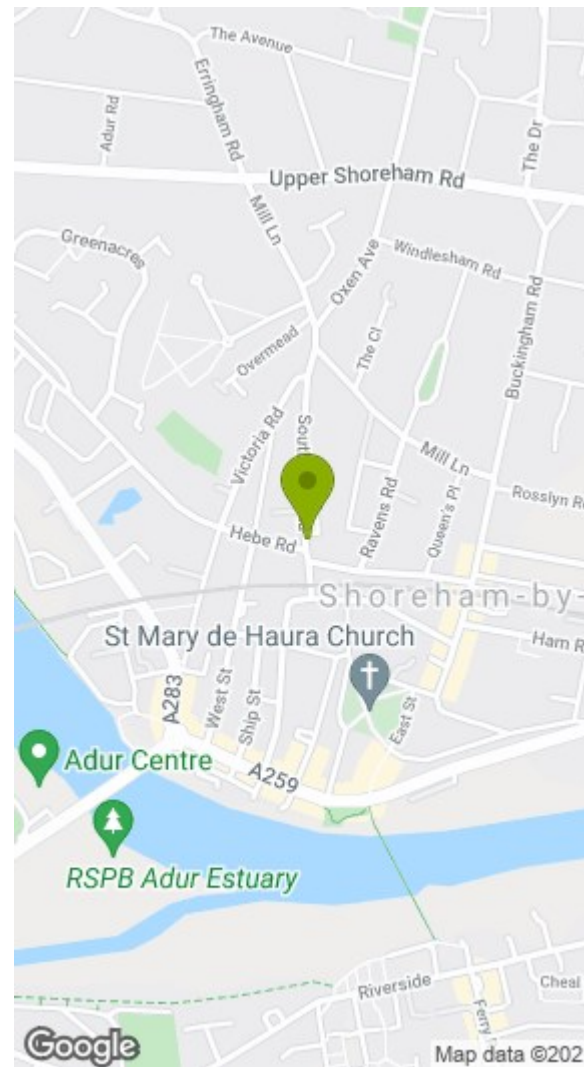 The Avenue
Erringham Rd
Adur Rd
The Dr
Upper Shoreham Rd
Mill Ln
Greenacres
Oxen Ave
Windlesham Rd
Buckingham Rd
Overmead
The Cl
Victoria Rd
Sout
Mill Ln
Rosslyn R
Ravens Rd
Queen's Pl
Hebe Rd
Shoreham-by-
St Mary de Haura Church
Ham R
A283
West St
Ship St
East St
Adur Centre
A259
RSPB Adur Estuary
Riverside
Cheal
Ferry
Google
Map data ©202